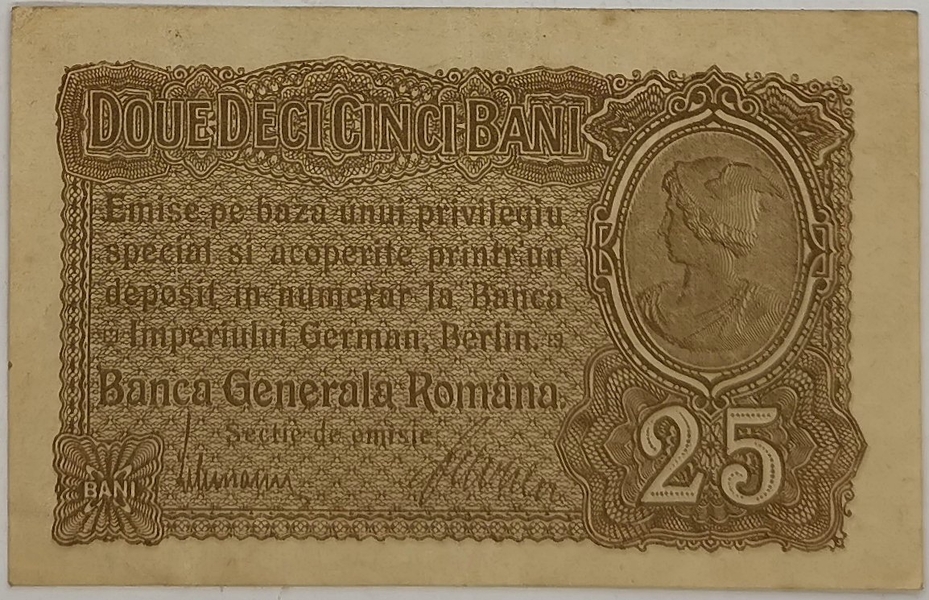 DOUE-DECI CINCI BANI
Emise pe baza unui privilegiu
special si acoperite printr'un
deposit in numerar la Banca
Imperiului German, Berlin.
Banca Generala Româna.
Sectie de emisie.
BANI
25